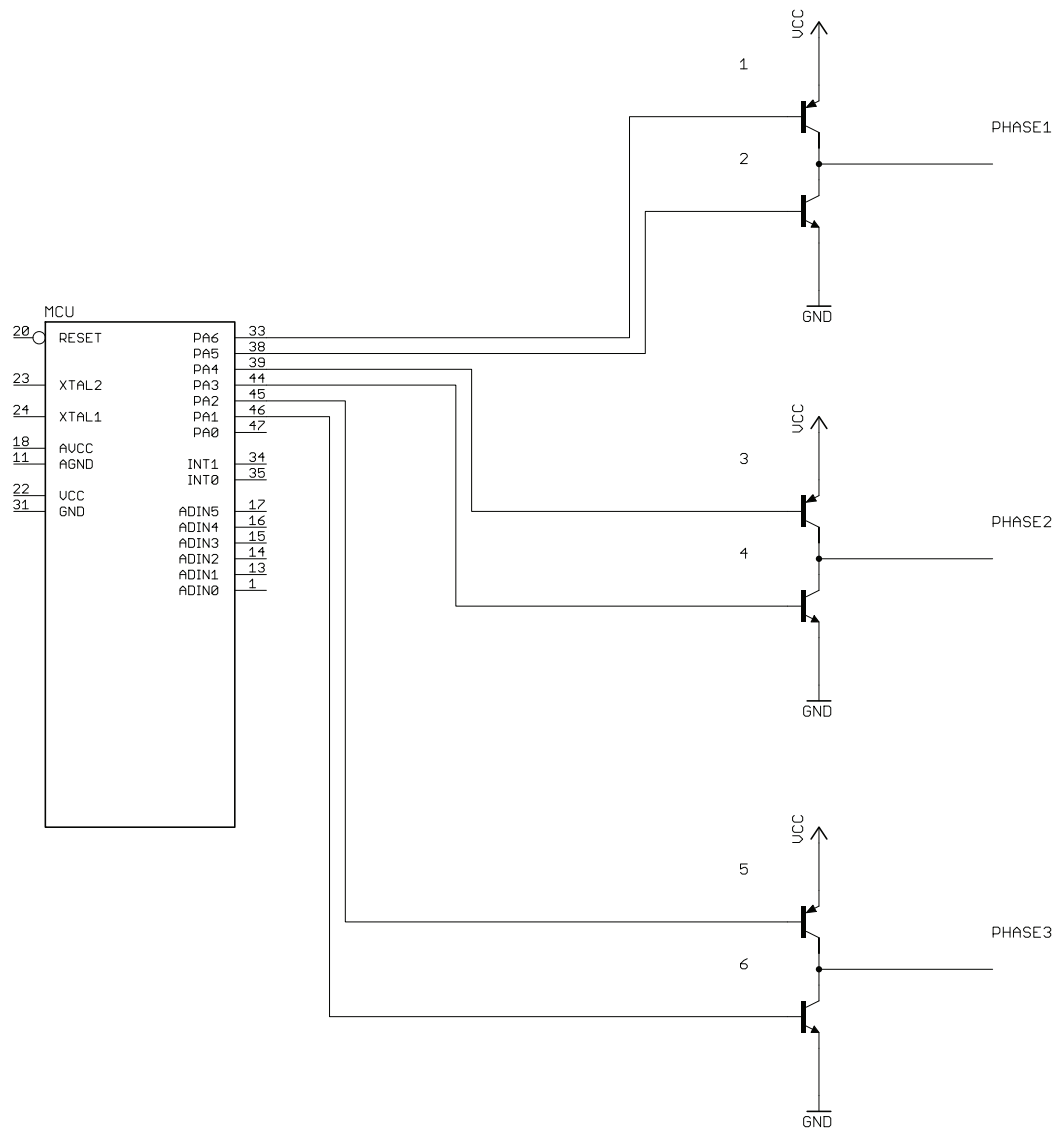 VCC
1
PHASE1
2
GND
MCU
20 RESET PA6 33
PA5 38
PA4 39
23 XTAL2 PA3 44
PA2 45
24 XTAL1 PA1 46
PA0 47
18 AVCC
11 AGND INT1 34
INT0 35
22 VCC
31 GND ADIN5 17
ADIN4 16
ADIN3 15
ADIN2 14
ADIN1 13
ADIN0 1
VCC
3
PHASE2
4
GND
VCC
5
PHASE3
6
GND